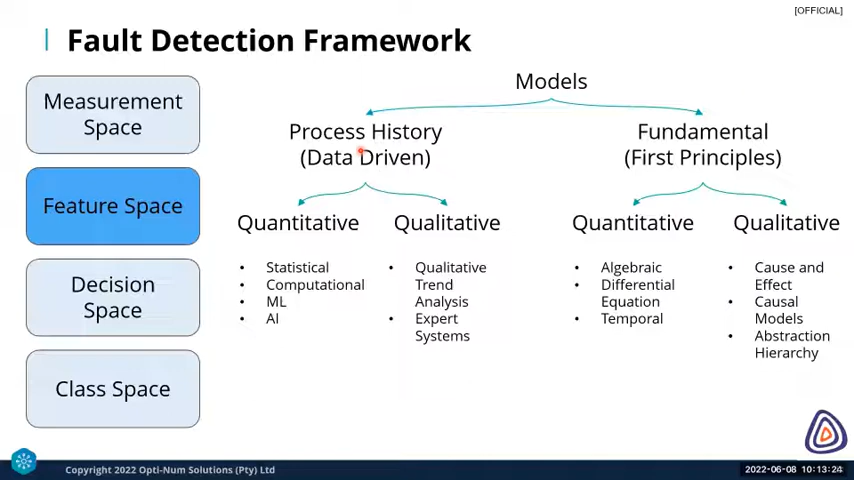 [OFFICIAL]
Fault Detection Framework
Measurement
Space
Feature Space
Decision
Space
Class Space
Models
Process History
(Data Driven)
Quantitative
• Statistical
• Computational
• ML
• AI
Qualitative
• Qualitative
Trend
Analysis
• Expert
Systems
Fundamental
(First Principles)
Quantitative
• Algebraic
• Differential
Equation
• Temporal
Qualitative
• Cause and
Effect
• Causal
Models
• Abstraction
Hierarchy
Copyright 2022 Opti-Num Solutions (Pty) Ltd
2022-06-08 10:13:24